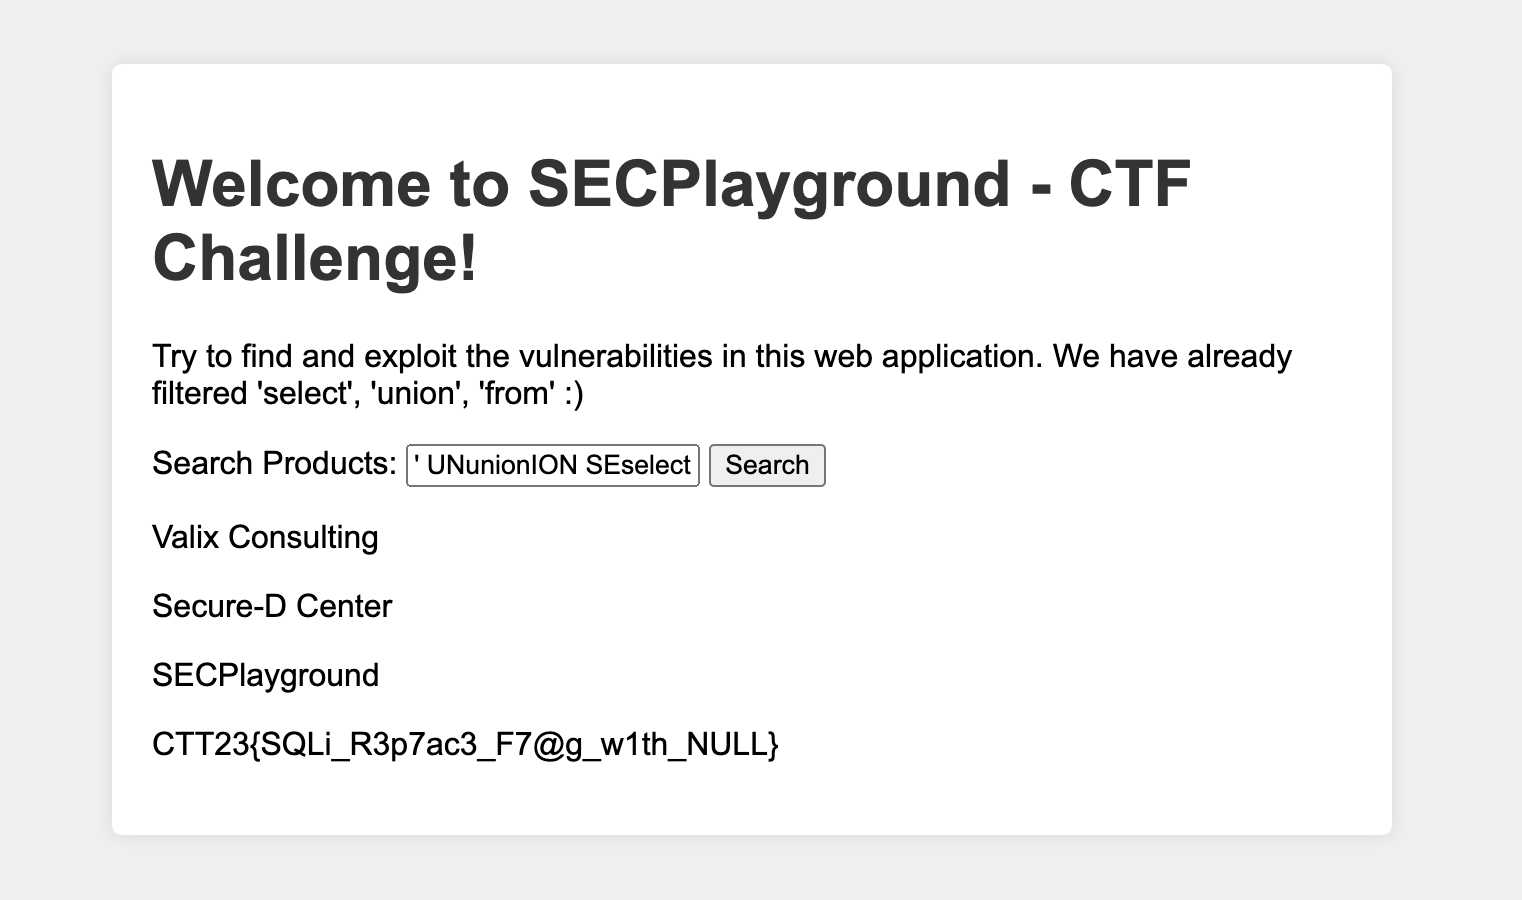 Welcome to SECPlayground - CTF
Challenge!
Try to find and exploit the vulnerabilities in this web application. We have already
filtered 'select', 'union', 'from' :)
Search Products: ' UNunionION SEselect Search
Valix Consulting
Secure-D Center
SECPlayground
CTT23{SQLi_R3p7ac3_F7@g_w1th_NULL}